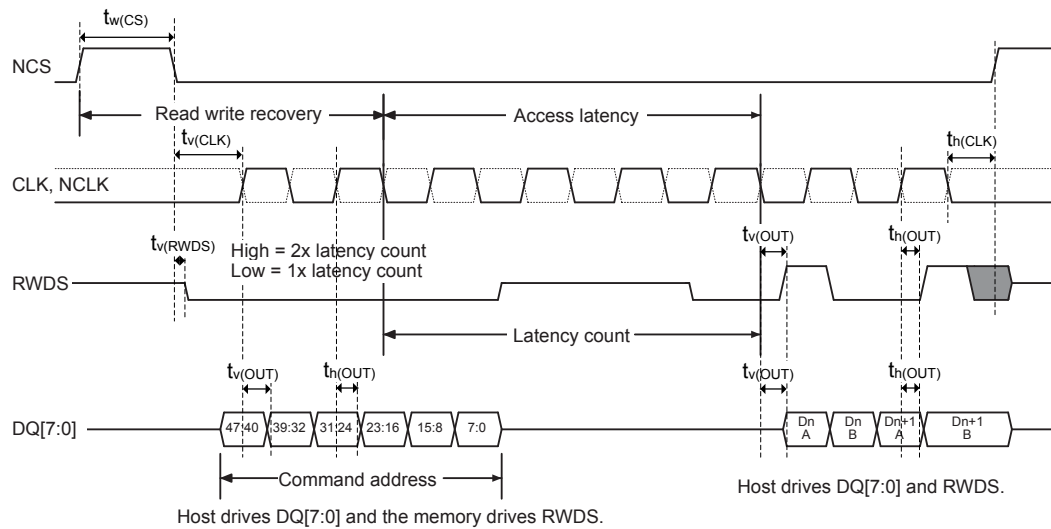 tw(CS)
NCS
Read write recovery
Access latency
tv(CLK)
th(CLK)
CLK, NCLK
tv(RWDS)
High = 2x latency count
Low = 1x latency count
tv(OUT)
th(OUT)
RWDS
Latency count
tv(OUT)
th(OUT)
tv(OUT)
th(OUT)
DQ[7:0]
47:40
39:32
31:24
23:16
15:8
7:0
Dn
A
Dn
B
Dn+1
A
Dn+1
B
Command address
Host drives DQ[7:0] and RWDS.
Host drives DQ[7:0] and the memory drives RWDS.